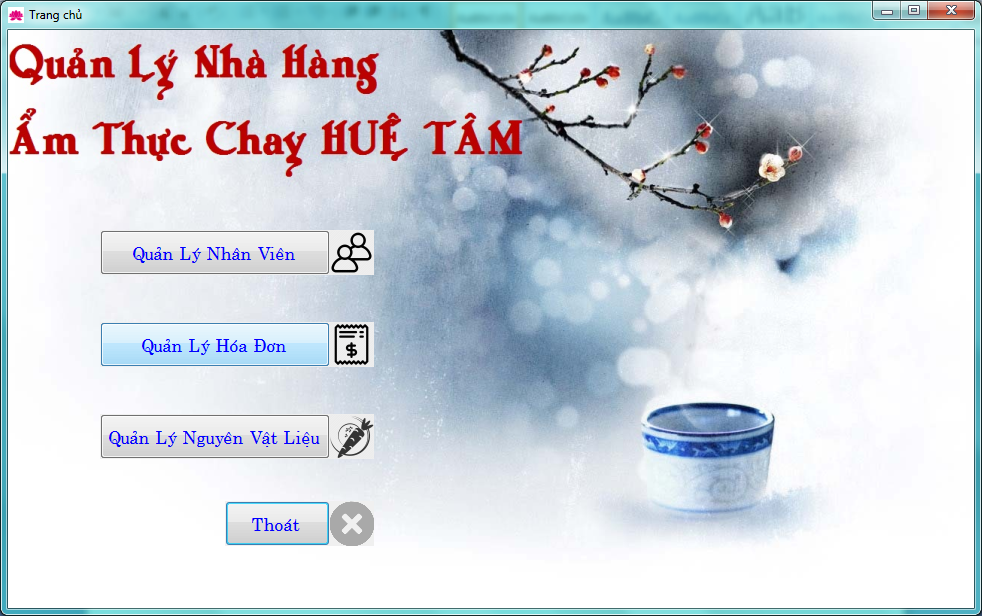 Trang chủ
Quản Lý Nhà Hàng
Ẩm Thực Chay HUỆ TÂM
Quản Lý Nhân Viên
Quản Lý Hóa Đơn
$
Quản Lý Nguyên Vật Liệu
Thoát